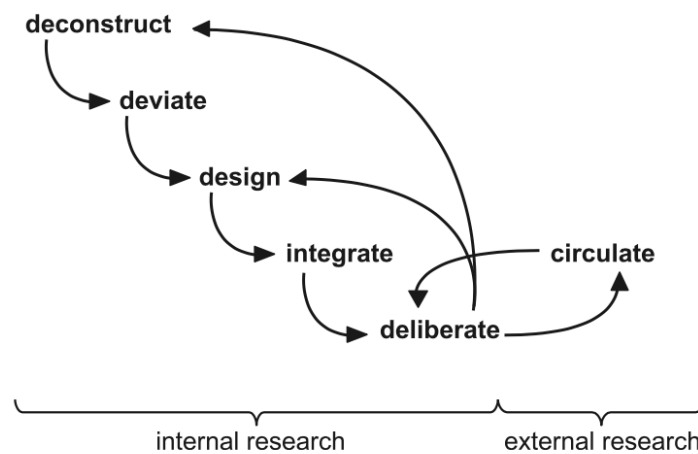 deconstruct
deviate
design
integrate
circulate
deliberate
internal research
external research